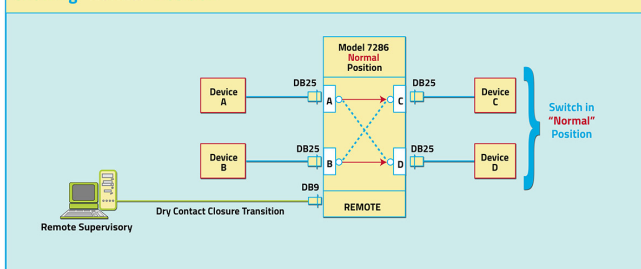 Model 7286
Normal
Position
DB25
DB25
Device
A
A
C
Device
C
Switch in
"Normal"
Position
DB25
DB25
Device
B
B
D
Device
D
DB9
REMOTE
Dry Contact Closure Transition
Remote Supervisory